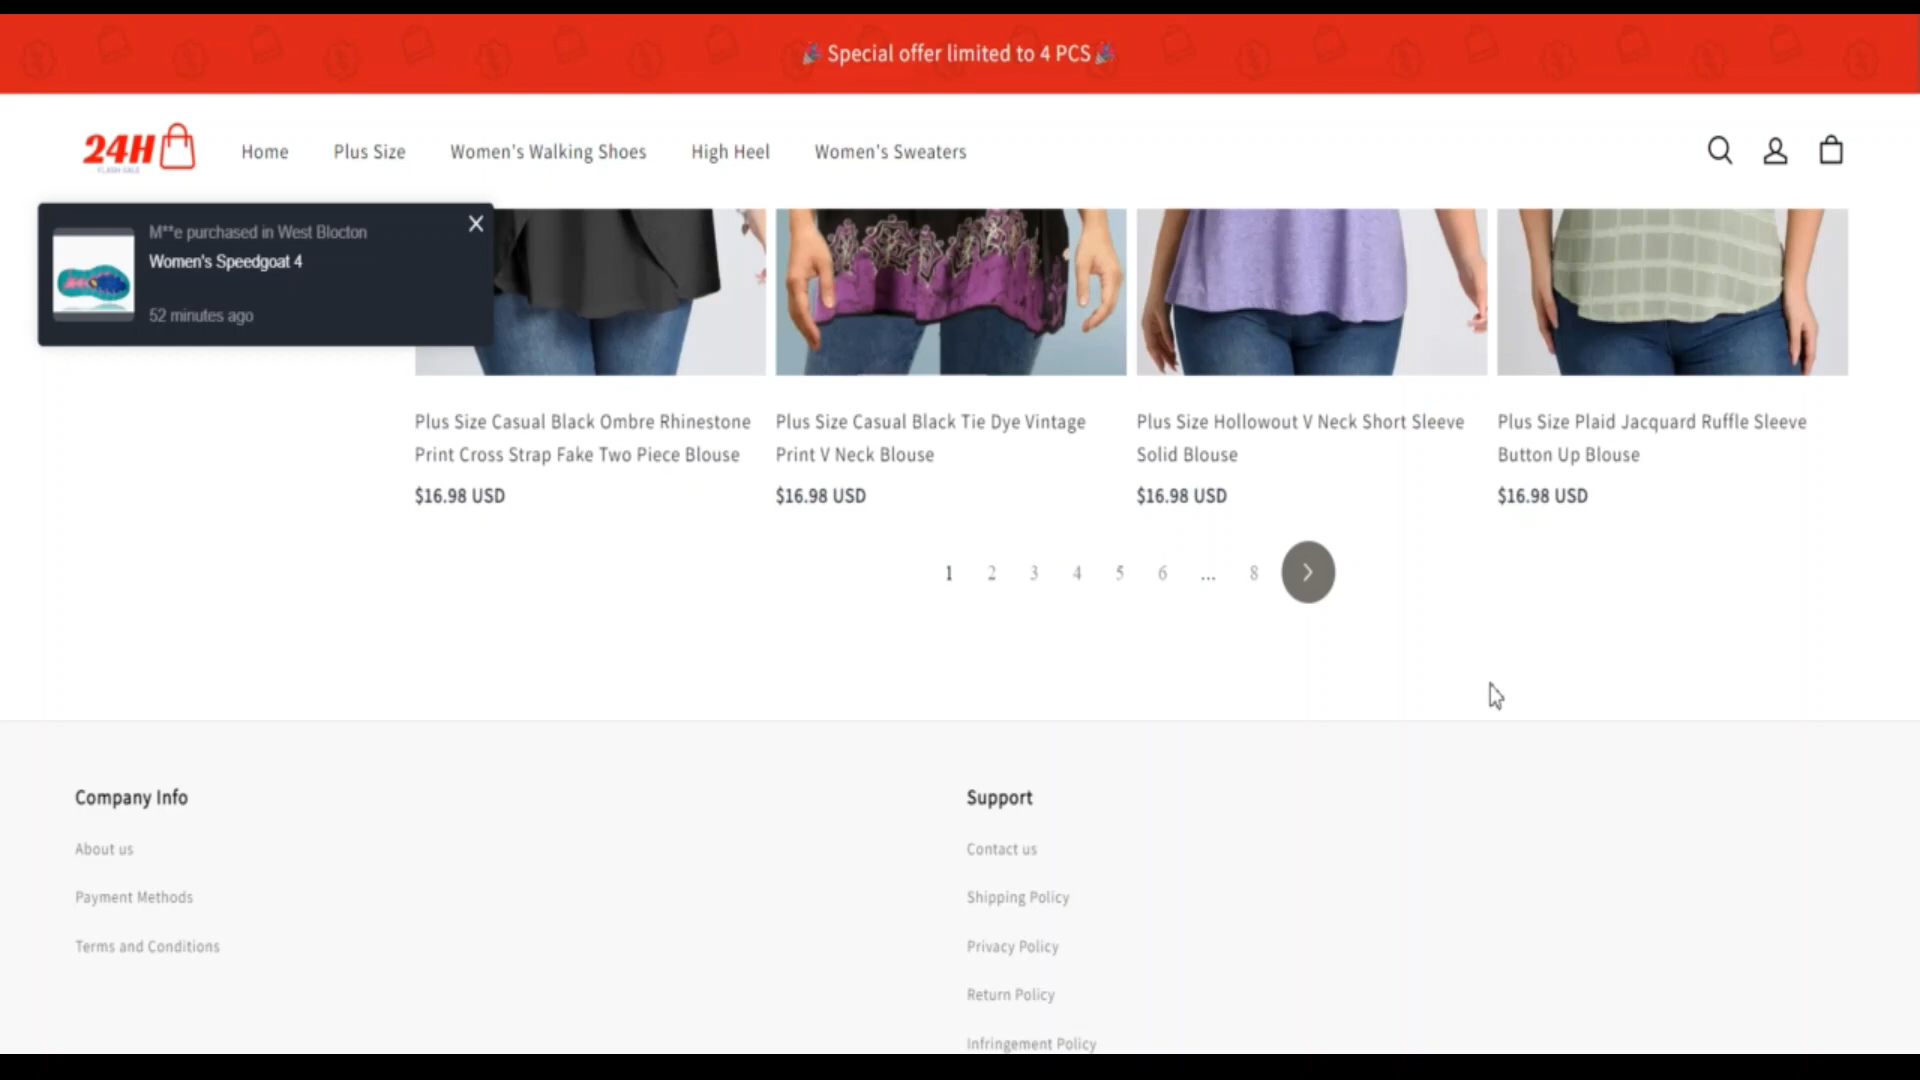 Special offer limited to 4 PCS
24H
FLASH SALE
Home
Plus Size
Women's Walking Shoes
High Heel
Women's Sweaters
M**e purchased in West Blocton
Women's Speedgoat 4
52 minutes ago
Plus Size Casual Black Ombre Rhinestone
Print Cross Strap Fake Two Piece Blouse
$16.98 USD
Plus Size Casual Black Tie Dye Vintage
Print V Neck Blouse
$16.98 USD
Plus Size Hollowout V Neck Short Sleeve
Solid Blouse
$16.98 USD
Plus Size Plaid Jacquard Ruffle Sleeve
Button Up Blouse
$16.98 USD
1 2 3 4 5 6 ... 8
Company Info
About us
Payment Methods
Terms and Conditions
Support
Contact us
Shipping Policy
Privacy Policy
Return Policy
Infringement Policy